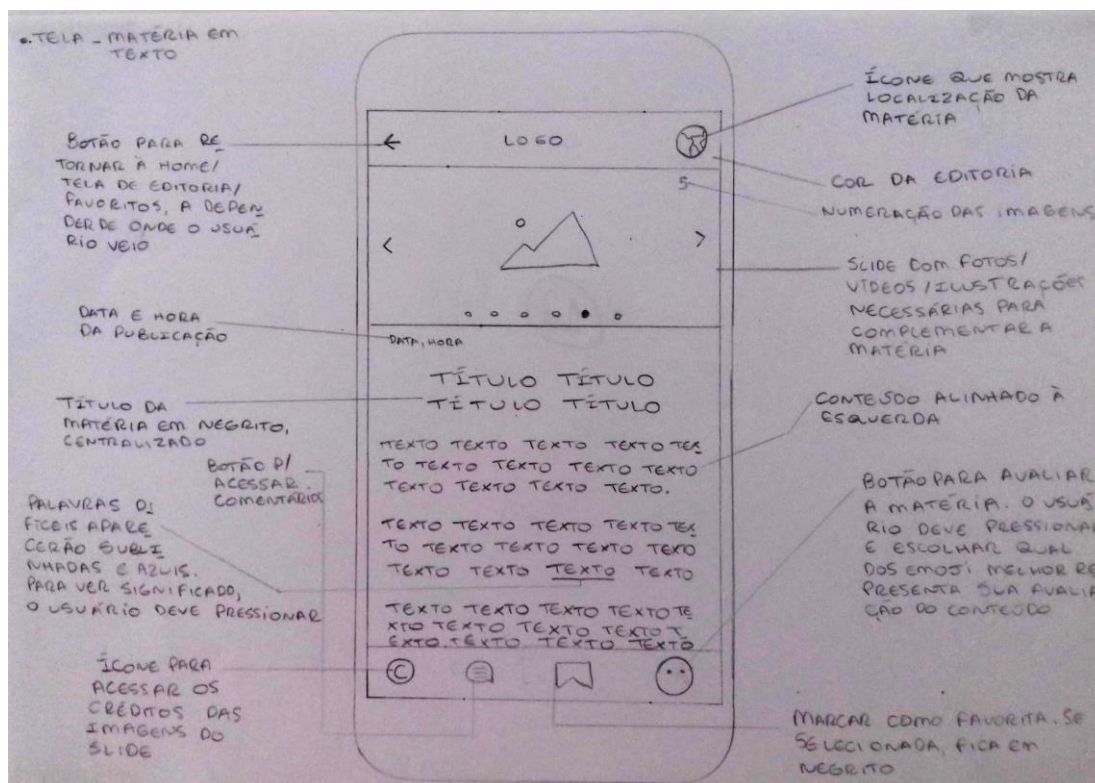 •TELA - MATÉRIA EM
TEXTO
BOTÃO PARA RE
TORNAR À HOME/
TELA DE EDITORIA/
FAVORITOS, A DEPEN
DER DE ONDE O USUÁ
RIO VEIO
DATA E HORA
DA PUBLICAÇÃO
TÍTULO DA
MATÉRIA EM NEGRITO,
CENTRALIZADO
BOTÃO P/
ACESSAR
COMENTÁRIOS
PALAVRAS DI
FÍCEIS APARE
CERÃO SUBLI
NHADAS E AZUIS.
PARA VER SIGNIFICADO,
O USUÁRIO DEVE PRESSIONAR
ÍCONE PARA
ACESSAR OS
CRÉDITOS DAS
IMAGENS DO
SLIDE
LOGO
5
DATA, HORA
TÍTULO TÍTULO
TÍTULO TÍTULO
TEXTO TEXTO TEXTO TEXTO TEX
TO TEXTO TEXTO TEXTO TEXTO
TEXTO TEXTO TEXTO TEXTO.
TEXTO TEXTO TEXTO TEXTO TEX
TO TEXTO TEXTO TEXTO TEXTO
TEXTO TEXTO TEXTO TEXTO
TEXTO TEXTO TEXTO TEXTO TE
XTO TEXTO TEXTO TEXTO T
EXTO. TEXTO TEXTO TEXTO
©
ÍCONE QUE MOSTRA
LOCALIZAÇÃO DA
MATÉRIA
COR DA EDITORIA
NUMERAÇÃO DAS IMAGENS
SLIDE COM FOTOS/
VÍDEOS/ILUSTRAÇÕES
NECESSÁRIAS PARA
COMPLEMENTAR A
MATÉRIA
CONTEÚDO ALINHADO À
ESQUERDA
BOTÃO PARA AVALIAR
A MATÉRIA. O USUÁ
RIO DEVE PRESSIONAR
E ESCOLHAR QUAL
DOS EMOJI MELHOR RE
PRESENTA SUA AVALIA
ÇÃO DO CONTEÚDO
MARCAR COMO FAVORITA. SE
SELECIONADA, FICA EM
NEGRITO